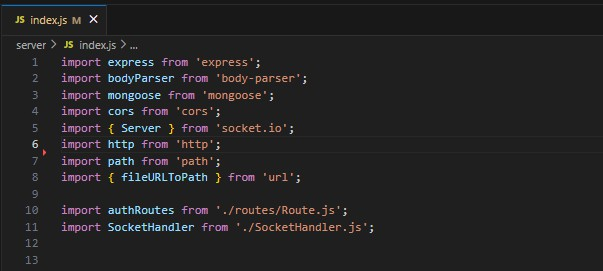 JS index.js M ×
server > JS index.js > ...
1 import express from 'express';
2 import bodyParser from 'body-parser';
3 import mongoose from 'mongoose';
4 import cors from 'cors';
5 import { Server } from 'socket.io';
6 import http from 'http';
7 import path from 'path';
8 import { fileURLToPath } from 'url';
9
10 import authRoutes from './routes/Route.js';
11 import SocketHandler from './SocketHandler.js';
12
13